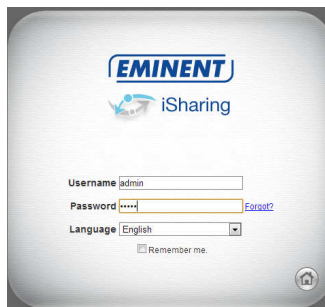 EMINENT
iSharing
Username admin
Password •••••
Forgot?
Language English
Remember me.